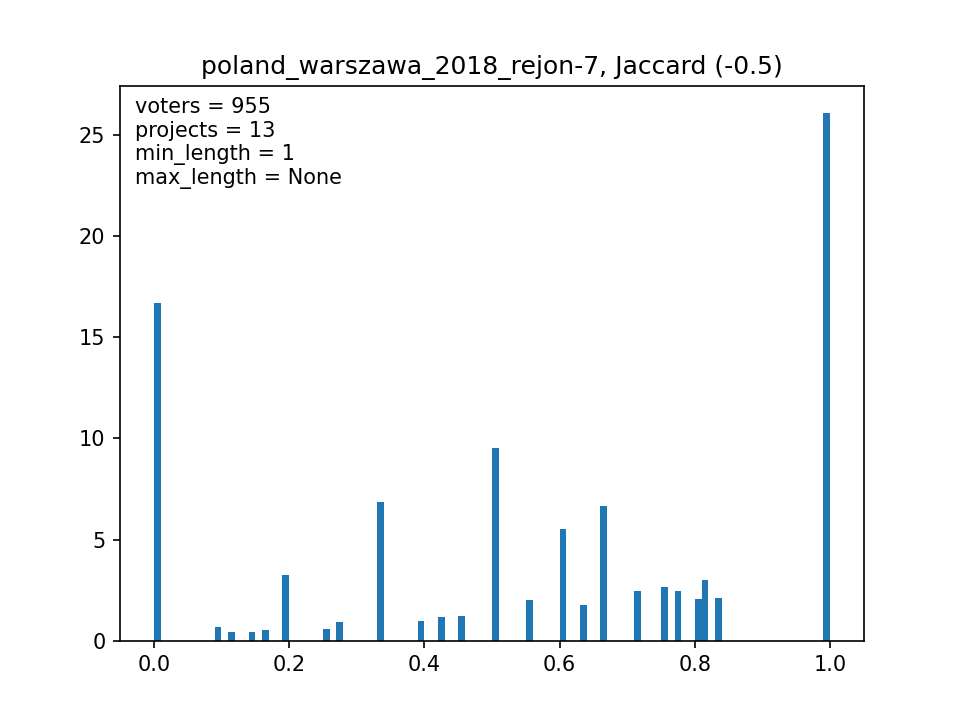 poland_warszawa_2018_rejon-7, Jaccard (-0.5)
voters = 955
projects = 13
min_length = 1
max_length = None
25
20
15
10
5
0
0.0 0.2 0.4 0.6 0.8 1.0